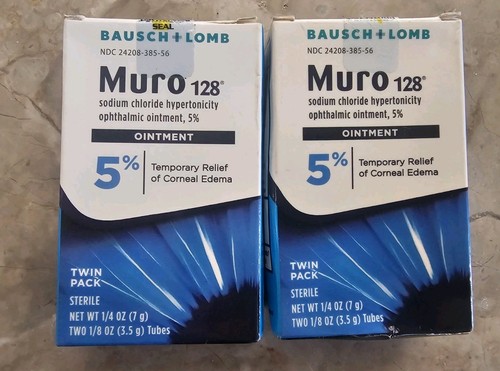 SEAL
BAUSCH + LOMB
NDC 24208-385-56
Muro 128®
sodium chloride hypertonicity
ophthalmic ointment, 5%
OINTMENT
5%
Temporary Relief
of Corneal Edema
TWIN
PACK
STERILE
NET WT 1/4 OZ (7 g)
TWO 1/8 OZ (3.5 g) Tubes
BAUSCH + LOMB
NDC 24208-385-56
Muro 128®
sodium chloride hypertonicity
ophthalmic ointment, 5%
OINTMENT
5%
Temporary Relief
of Corneal Edema
TWIN
PACK
STERILE
NET WT 1/4 OZ (7 g)
TWO 1/8 OZ (3.5 g) Tubes